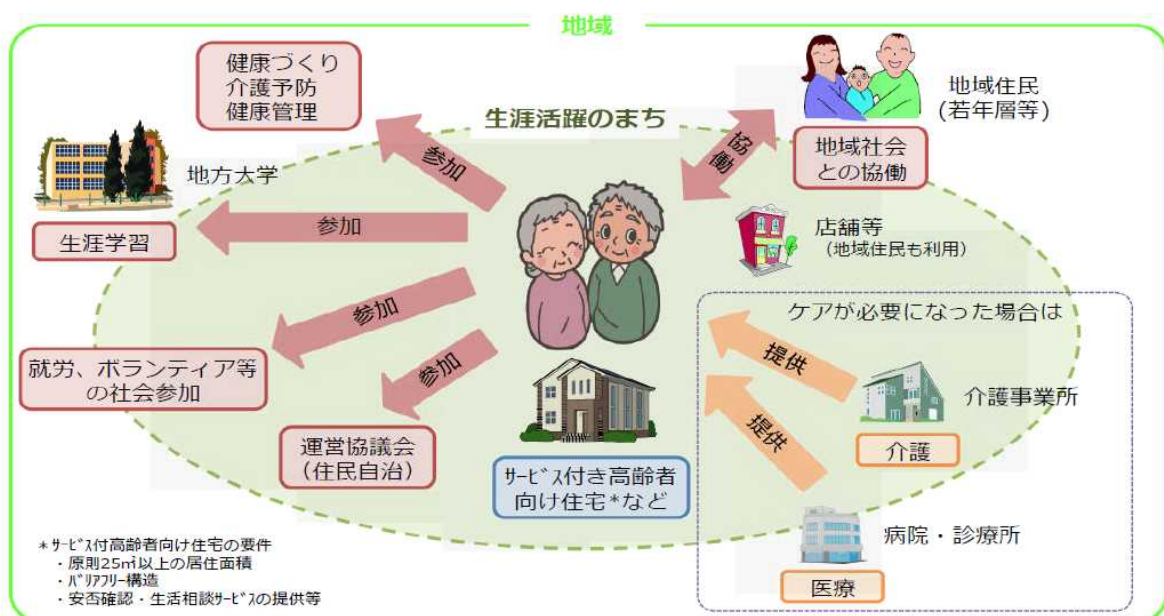 地域
健康づくり
介護予防
健康管理
生涯活躍のまち
地域住民
(若年層等)
協働
地域社会
との協働
参加
地方大学
生涯学習
参加
店舗等
（地域住民も利用）
参加
就労、ボランティア等
の社会参加
参加
運営協議会
（住民自治）
サービス付き高齢者
向け住宅*など
ケアが必要になった場合は
提供
介護事業所
介護
提供
病院・診療所
医療
*サービス付高齢者向け住宅の要件
・原則25㎡以上の居住面積
・バリアフリー構造
・安否確認・生活相談サービスの提供等